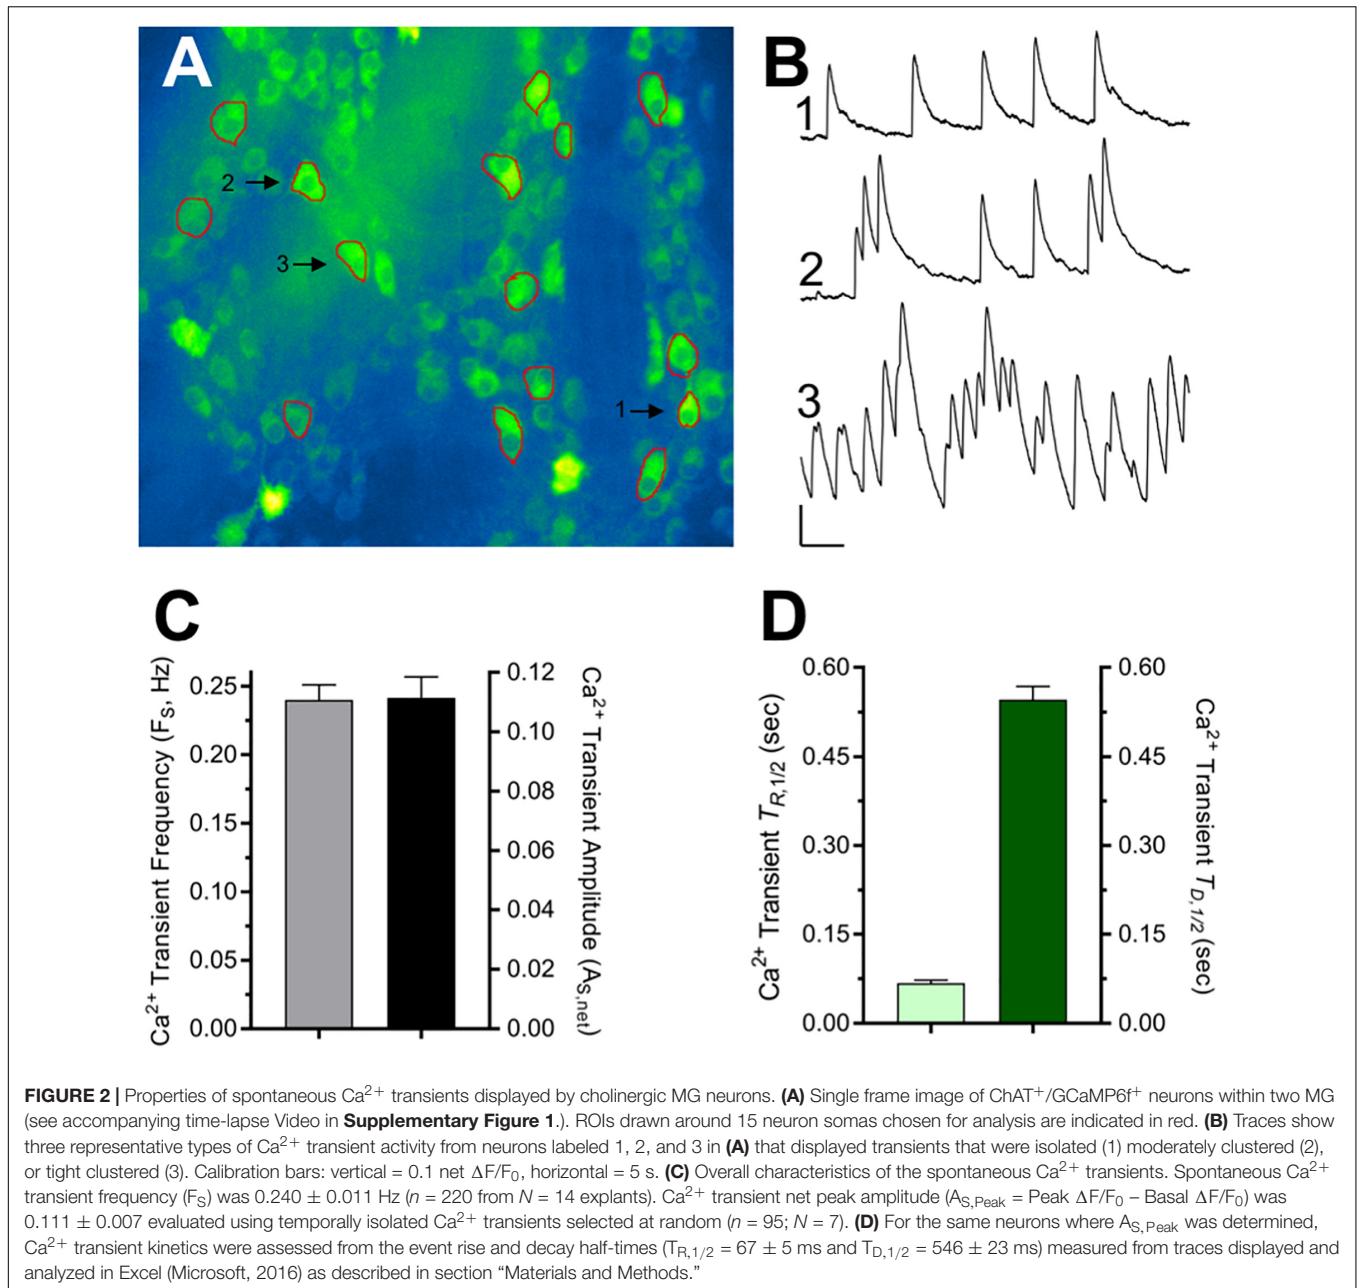 A
2
3
1
B
1
2
3
C
Ca2+ Transient Frequency (FS, Hz)
0.25
0.20
0.15
0.10
0.05
0.00
0.12
0.10
0.08
0.06
0.04
0.02
0.00
Ca2+ Transient Amplitude (AS,net)
D
Ca2+ Transient TR,1/2 (sec)
0.60
0.45
0.30
0.15
0.00
0.60
0.45
0.30
0.15
0.00
Ca2+ Transient TD,1/2 (sec)
FIGURE 2 | Properties of spontaneous Ca2+ transients displayed by cholinergic MG neurons. (A) Single frame image of ChAT+/GCaMP6f+ neurons within two MG
(see accompanying time-lapse Video in Supplementary Figure 1.). ROIs drawn around 15 neuron somas chosen for analysis are indicated in red. (B) Traces show
three representative types of Ca2+ transient activity from neurons labeled 1, 2, and 3 in (A) that displayed transients that were isolated (1) moderately clustered (2),
or tight clustered (3). Calibration bars: vertical = 0.1 net ΔF/F0, horizontal = 5 s. (C) Overall characteristics of the spontaneous Ca2+ transients. Spontaneous Ca2+
transient frequency (FS) was 0.240 ± 0.011 Hz (n = 220 from N = 14 explants). Ca2+ transient net peak amplitude (AS,Peak = Peak ΔF/F0 – Basal ΔF/F0) was
0.111 ± 0.007 evaluated using temporally isolated Ca2+ transients selected at random (n = 95; N = 7). (D) For the same neurons where AS,Peak was determined,
Ca2+ transient kinetics were assessed from the event rise and decay half-times (TR,1/2 = 67 ± 5 ms and TD,1/2 = 546 ± 23 ms) measured from traces displayed and
analyzed in Excel (Microsoft, 2016) as described in section “Materials and Methods.”